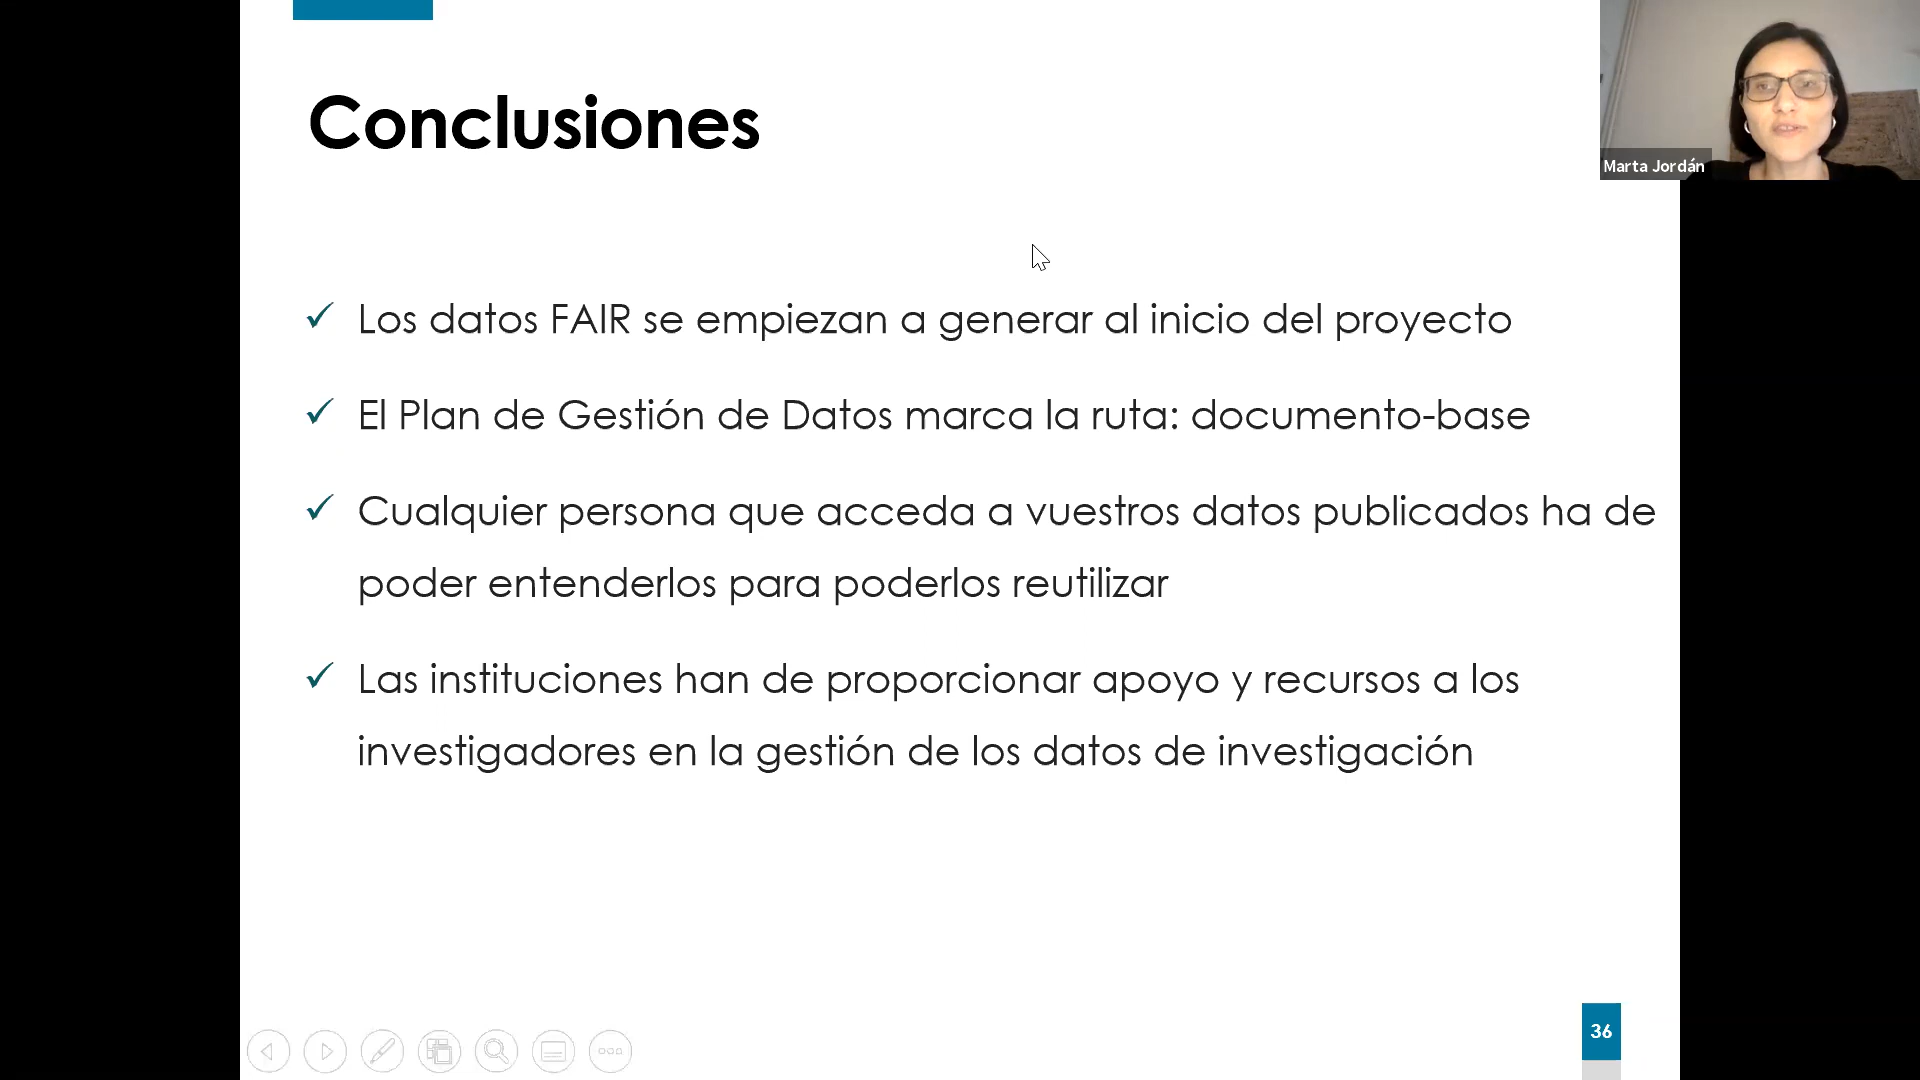 Conclusiones
Marta Jordán
✓ Los datos FAIR se empiezan a generar al inicio del proyecto
✓ El Plan de Gestión de Datos marca la ruta: documento-base
✓ Cualquier persona que acceda a vuestros datos publicados ha de
poder entenderlos para poderlos reutilizar
✓ Las instituciones han de proporcionar apoyo y recursos a los
investigadores en la gestión de los datos de investigación
36